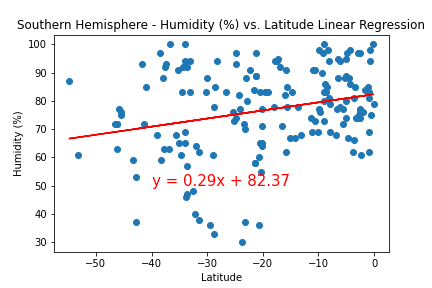 Southern Hemisphere - Humidity (%) vs. Latitude Linear Regression
100
90
80
70
60
50
40
30
Humidity (%)
y = 0.29x + 82.37
−50 −40 −30 −20 −10 0
Latitude